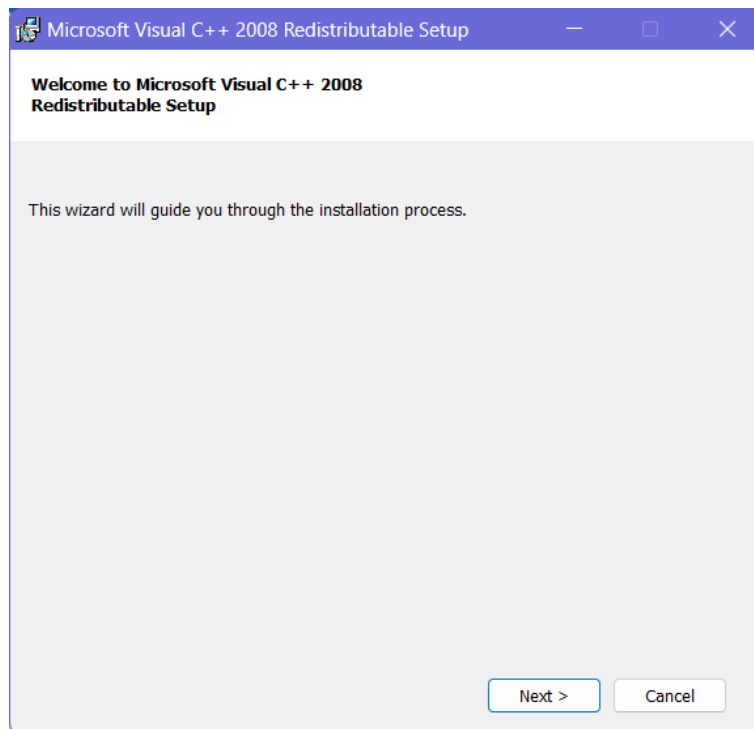 Microsoft Visual C++ 2008 Redistributable Setup
Welcome to Microsoft Visual C++ 2008
Redistributable Setup
This wizard will guide you through the installation process.
Next >
Cancel